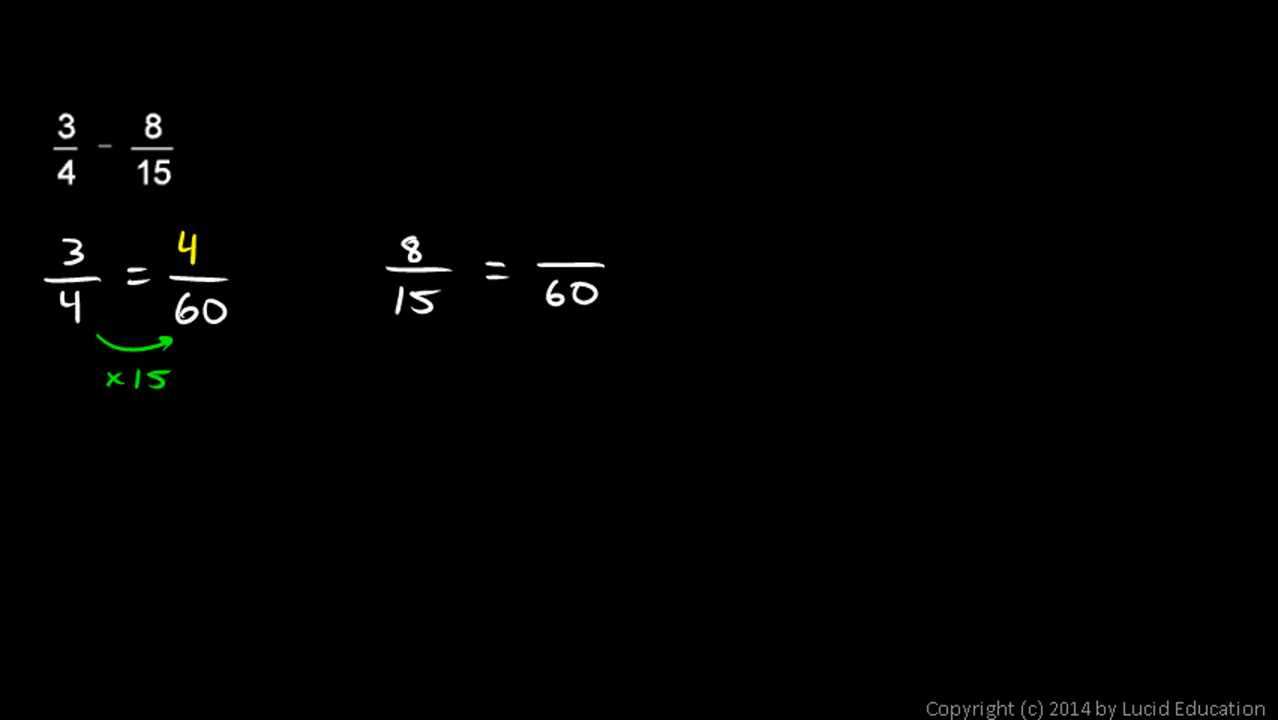 3/4 - 8/15
3/4 = 4/60
8/15 = /60
×15
Copyright (c) 2014 by Lucid Education